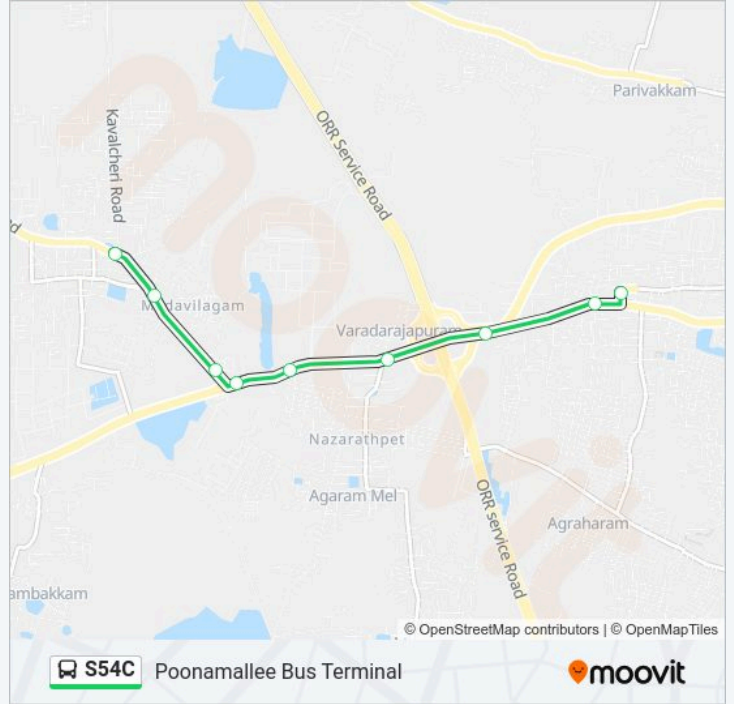 Parivakkam
Kavalcheri Road
ORR Service Road
Varadarajapuram
Nazarathpet
Agaram Mel
ORR service Road
Agraharam
ambakkam
© OpenStreetMap contributors | © OpenMapTiles
S54C Poonamallee Bus Terminal
moovit